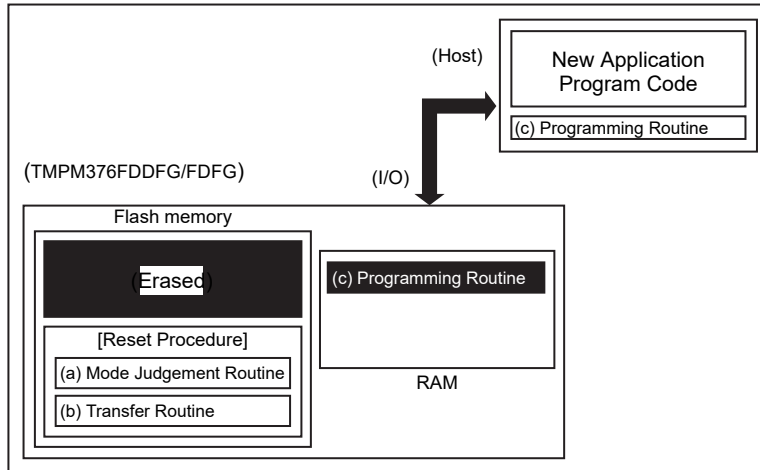 (Host)
New Application
Program Code
(c) Programming Routine
(TMPM376FDDFG/FDFG)
(I/O)
Flash memory
(Erased)
(c) Programming Routine
[Reset Procedure]
(a) Mode Judgement Routine
(b) Transfer Routine
RAM